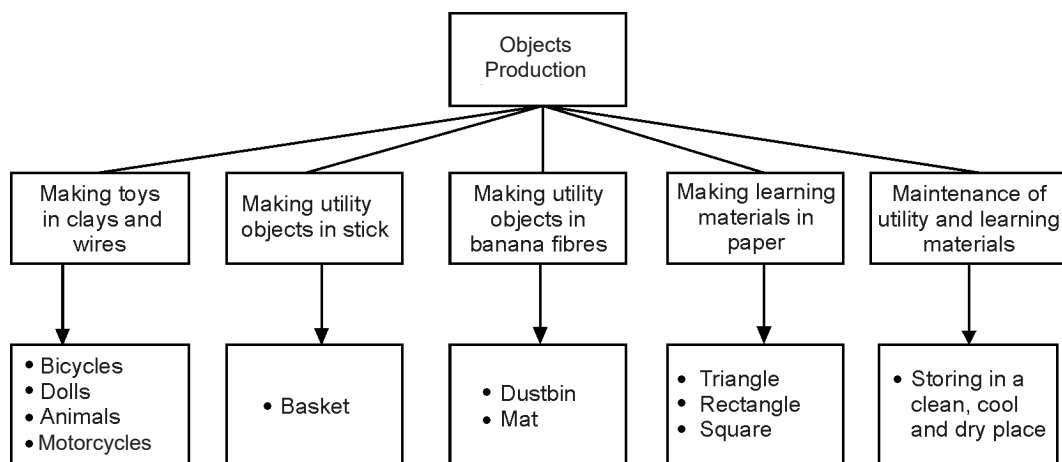 Objects
Production
Making toys
in clays and
wires
Making utility
objects in stick
Making utility
objects in
banana fibres
Making learning
materials in
paper
Maintenance of
utility and learning
materials
• Bicycles
• Dolls
• Animals
• Motorcycles
• Basket
• Dustbin
• Mat
• Triangle
• Rectangle
• Square
• Storing in a
clean, cool
and dry place